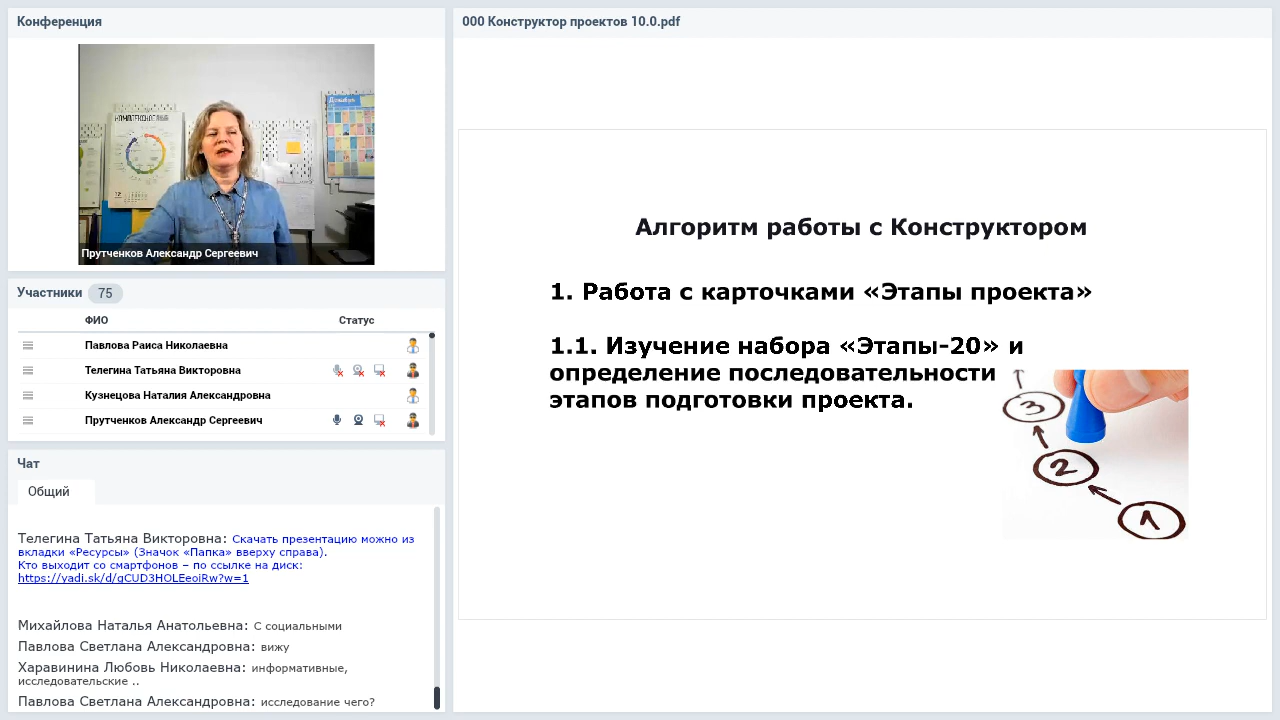 Конференция
Декабрь
Прутченков Александр Сергеевич
Участники 75
ФИО Статус
Павлова Раиса Николаевна
Телегина Татьяна Викторовна
Кузнецова Наталия Александровна
Прутченков Александр Сергеевич
Чат
Общий
Телегина Татьяна Викторовна: Скачать презентацию можно из
вкладки «Ресурсы» (Значок «Папка» вверху справа).
Кто выходит со смартфонов – по ссылке на диск:
https://yadi.sk/d/gCUD3HOLEeoiRw?w=1
Михайлова Наталья Анатольевна: С социальными
Павлова Светлана Александровна: вижу
Харавинина Любовь Николаевна: информативные,
исследовательские ..
Павлова Светлана Александровна: исследование чего?
000 Конструктор проектов 10.0.pdf
Алгоритм работы с Конструктором
1. Работа с карточками «Этапы проекта»
1.1. Изучение набора «Этапы-20» и
определение последовательности
этапов подготовки проекта.
3
2
1